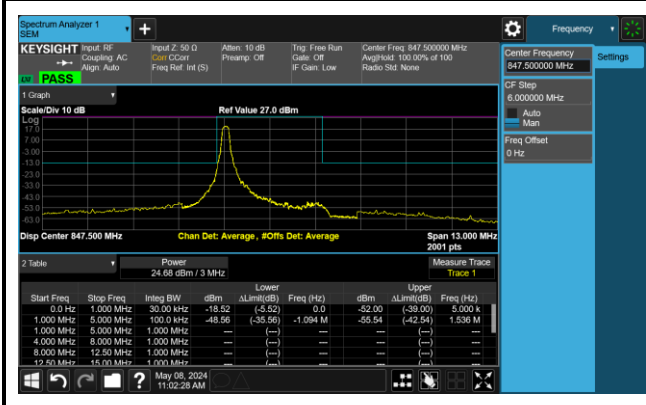 Spectrum Analyzer 1
SEM
+
Frequency
KEYSIGHT Input: RF Input Z: 50 Ω Atten: 10 dB Trig: Free Run Center Freq: 847.500000 MHz
Coupling: AC Corr CCorr Preamp: Off Gate: Off Avg|Hold: 100.00% of 100
Align: Auto Freq Ref: Int (S) IF Gain: Low Radio Std: None
PASS
Center Frequency
847.500000 MHz
Settings
CF Step
6.000000 MHz
Auto
Man
Freq Offset
0 Hz
1 Graph
Scale/Div 10 dB Ref Value 27.0 dBm
Log
17.0
7.00
-3.00
-13.0
-23.0
-33.0
-43.0
-53.0
-63.0
Disp Center 847.500 MHz Chan Det: Average , #Offs Det: Average Span 13.000 MHz
2001 pts
2 Table Power Measure Trace
24.68 dBm / 3 MHz Trace 1
Lower Upper
Start Freq Stop Freq Integ BW dBm ΔLimit(dB) Freq (Hz) dBm ΔLimit(dB) Freq (Hz)
0.0 Hz 1.000 MHz 30.00 kHz -18.52 (-5.52) 0.0 -52.00 (-39.00) 5.000 k
1.000 MHz 5.000 MHz 100.0 kHz -48.56 (-35.56) -1.094 M -55.54 (-42.54) 1.536 M
1.000 MHz 5.000 MHz 1.000 MHz --- (---) --- --- (---) ---
4.000 MHz 8.000 MHz 1.000 MHz --- (---) --- --- (---) ---
8.000 MHz 12.50 MHz 1.000 MHz --- (---) --- --- (---) ---
12.50 MHz 15.00 MHz 1.000 MHz --- (---) --- --- (---) ---
? May 08, 2024
11:02:28 AM